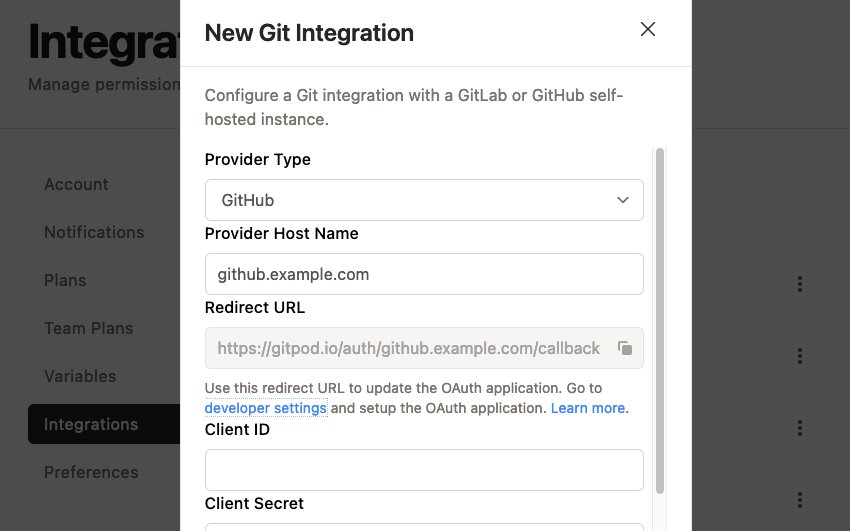 Integra
Manage permission
Account
Notifications
Plans
Team Plans
Variables
Integrations
Preferences
New Git Integration
Configure a Git integration with a GitLab or GitHub self-
hosted instance.
Provider Type
GitHub
Provider Host Name
github.example.com
Redirect URL
https://gitpod.io/auth/github.example.com/callback
Use this redirect URL to update the OAuth application. Go to
developer settings and setup the OAuth application. Learn more.
Client ID
Client Secret